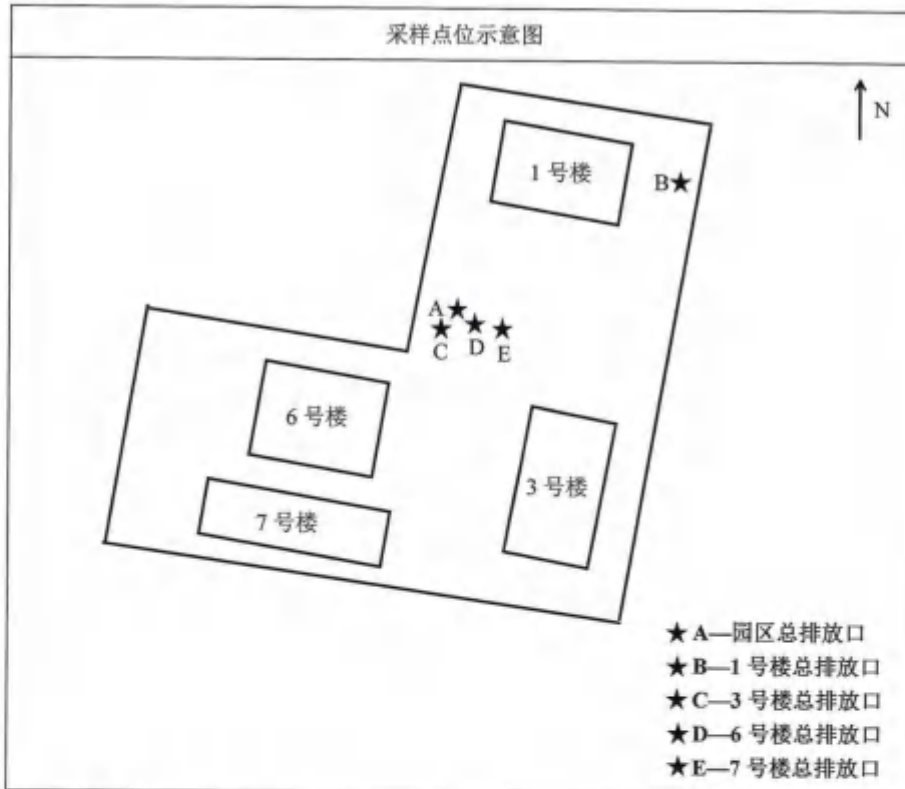 采样点位示意图
N
1 号楼
B★
A★
★ ★ ★
C D E
6 号楼
3 号楼
7 号楼
★ A—园区总排放口
★ B—1 号楼总排放口
★ C—3 号楼总排放口
★ D—6 号楼总排放口
★ E—7 号楼总排放口